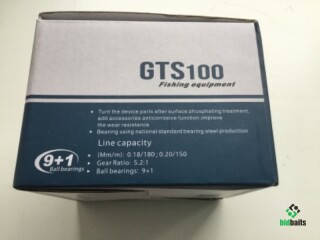 GTS100
Fishing equipment
• Turn the device parts after surface phosphating treatment,
add accessories anticorrosive function ,improve
the wear resistance
• Bearing using national standard bearing steel production
Line capacity
• (Mm/m): 0.18/180 ; 0.20/150
• Gear Ratio: 5.2:1
• Ball bearings: 9+1
9+1
Ball bearings
bidbaits